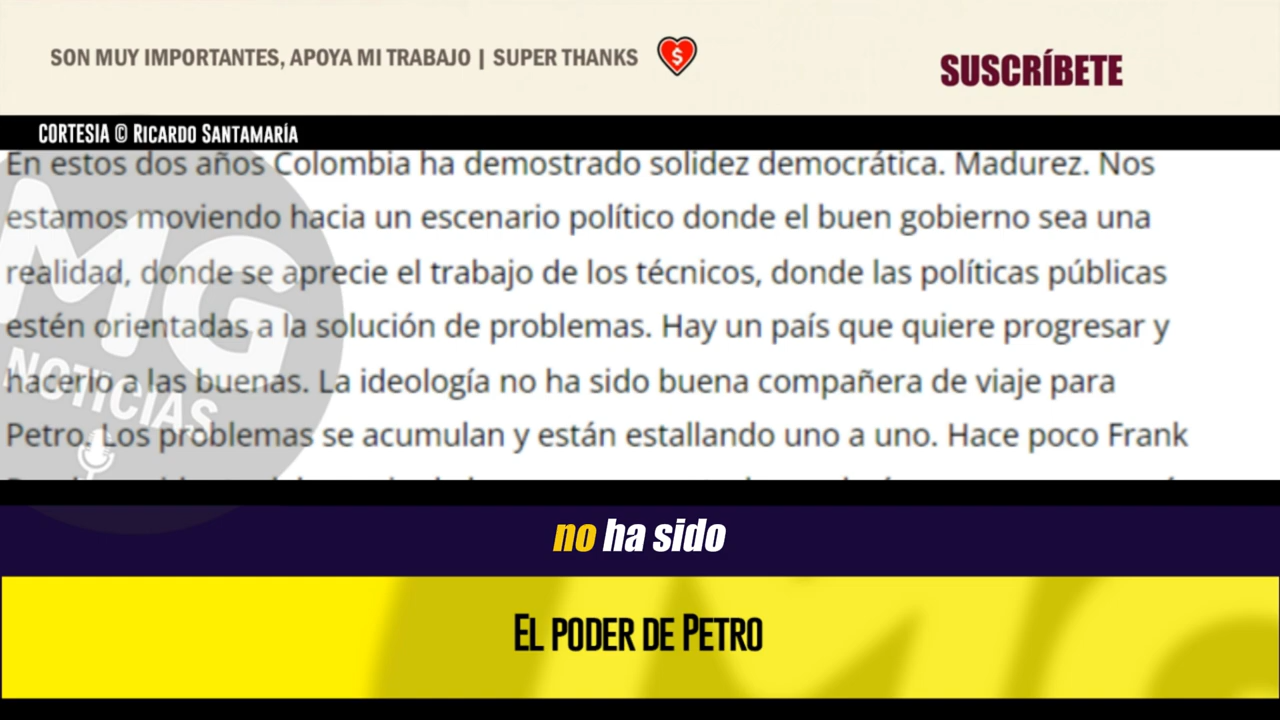 SON MUY IMPORTANTES, APOYA MI TRABAJO | SUPER THANKS
SUSCRÍBETE
CORTESIA © RICARDO SANTAMARÍA
En estos dos años Colombia ha demostrado solidez democrática. Madurez. Nos
estamos moviendo hacia un escenario político donde el buen gobierno sea una
realidad, donde se aprecie el trabajo de los técnicos, donde las políticas públicas
estén orientadas a la solución de problemas. Hay un país que quiere progresar y
hacerlo a las buenas. La ideología no ha sido buena compañera de viaje para
Petro. Los problemas se acumulan y están estallando uno a uno. Hace poco Frank
MG
NOTICIAS
no ha sido
EL PODER DE PETRO